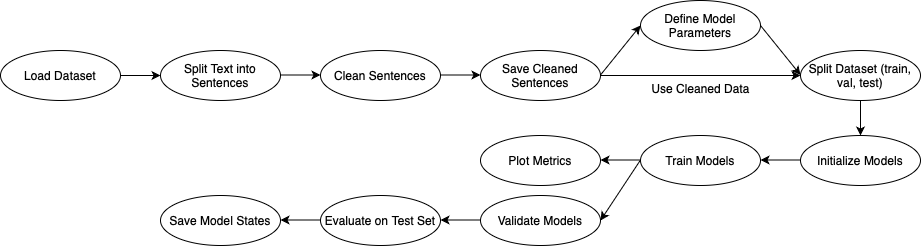 Define Model
Parameters
Load Dataset
Split Text into
Sentences
Clean Sentences
Save Cleaned
Sentences
Use Cleaned Data
Split Dataset (train,
val, test)
Plot Metrics
Train Models
Initialize Models
Save Model States
Evaluate on Test Set
Validate Models